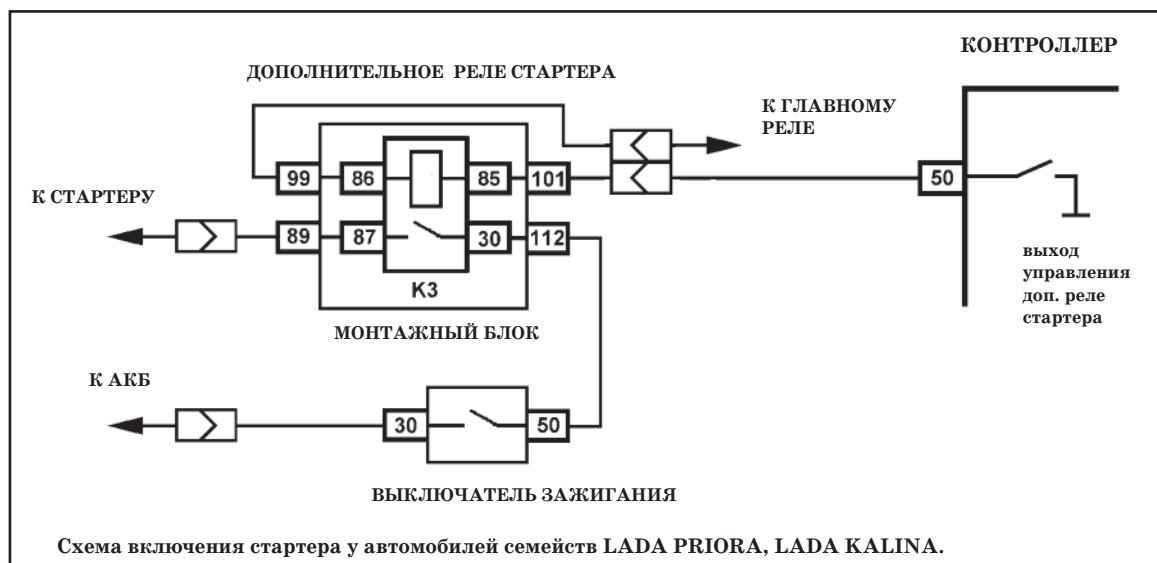 КОНТРОЛЛЕР
ДОПОЛНИТЕЛЬНОЕ РЕЛЕ СТАРТЕРА
К ГЛАВНОМУ
РЕЛЕ
99 86 85 101
50
К СТАРТЕРУ
89 87 30 112
К3
выход
управления
доп. реле
стартера
МОНТАЖНЫЙ БЛОК
К АКБ
30 50
ВЫКЛЮЧАТЕЛЬ ЗАЖИГАНИЯ
Схема включения стартера у автомобилей семейств LADA PRIORA, LADA KALINA.